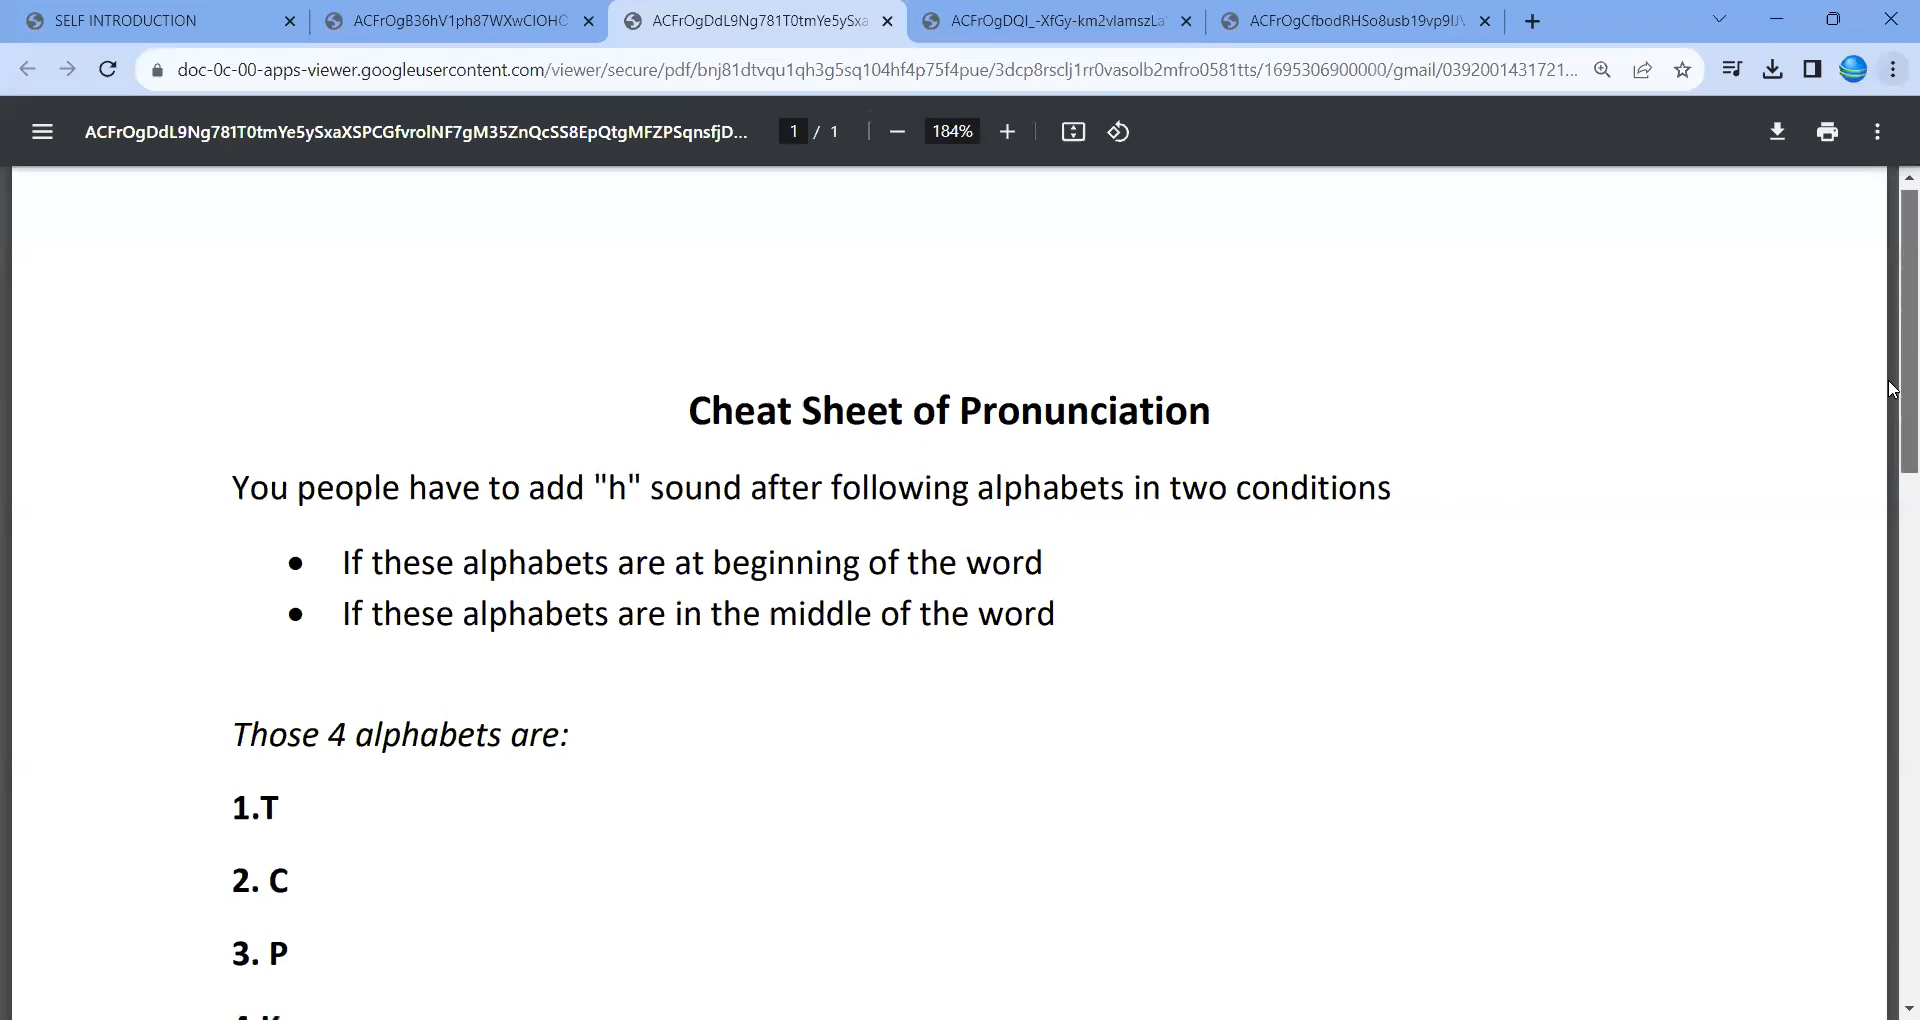 SELF INTRODUCTION
ACFrOgB36hV1ph87WXwCIOHC
ACFrOgDdL9Ng781T0tmYe5ySxa
ACFrOgDQI_-XfGy-km2vlamszLa
ACFrOgCfbodRHSo8usb19vp9IJ\
doc-0c-00-apps-viewer.googleusercontent.com/viewer/secure/pdf/bnj81dtvqu1qh3g5sq104hf4p75f4pue/3dcp8rsclj1rr0vasolb2mfro0581tts/1695306900000/gmail/0392001431721...
ACFrOgDdL9Ng781T0tmYe5ySxaXSPCGfvrolNF7gM35ZnQcSS8EpQtgMFZPSqnsfjD... 1 / 1 184%
Cheat Sheet of Pronunciation
You people have to add "h" sound after following alphabets in two conditions
• If these alphabets are at beginning of the word
• If these alphabets are in the middle of the word
Those 4 alphabets are:
1.T
2. C
3. P